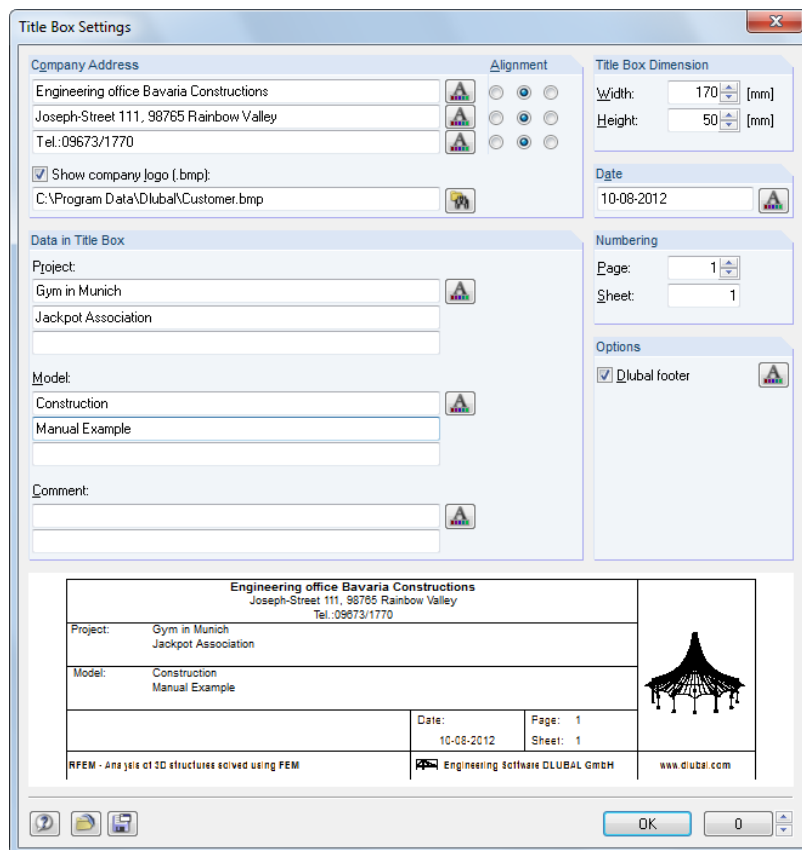 Title Box Settings
Company Address
Alignment
Engineering office Bavaria Constructions
Joseph-Street 111, 98765 Rainbow Valley
Tel.:09673/1770
Show company logo (.bmp):
C:\Program Data\Dlubal\Customer.bmp
Title Box Dimension
Width: 170 [mm]
Height: 50 [mm]
Date
10-08-2012
Data in Title Box
Project:
Gym in Munich
Jackpot Association
Model:
Construction
Manual Example
Comment:
Numbering
Page: 1
Sheet: 1
Options
Dlubal footer
Engineering office Bavaria Constructions
Joseph-Street 111, 98765 Rainbow Valley
Tel.:09673/1770
Project: Gym in Munich
Jackpot Association
Model: Construction
Manual Example
Date: Page: 1
10-08-2012 Sheet: 1
RFEM - Analysis of 3D structures solved using FEM Engineering Software DLUBAL GmbH www.dlubal.com
OK 0